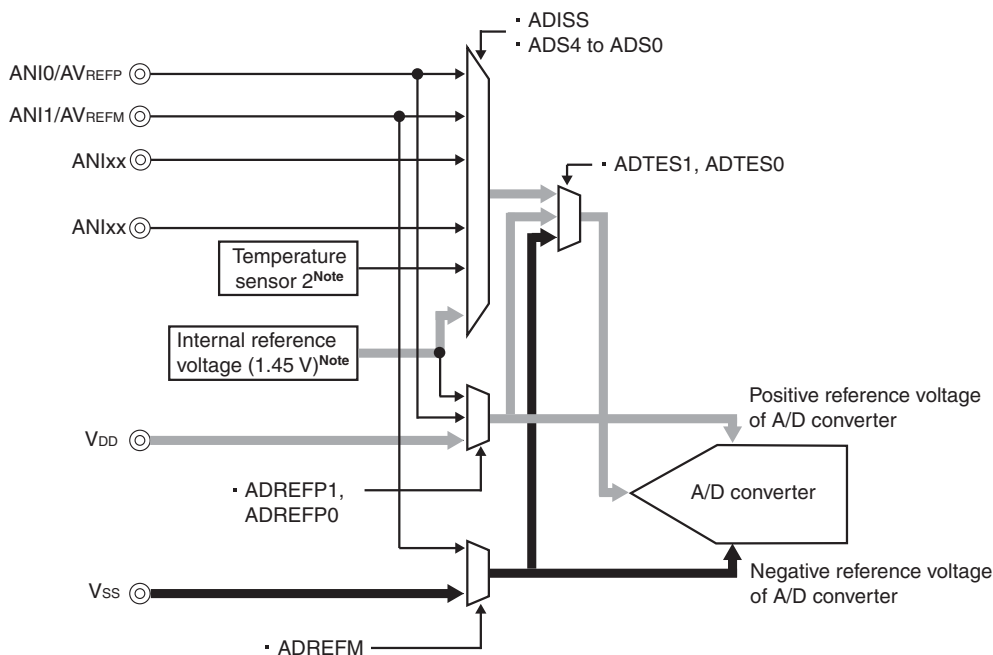 ▪ ADISS
▪ ADS4 to ADS0
ANI0/AVREFP
ANI1/AVREFM
ANIxx
▪ ADTES1, ADTES0
ANIxx
Temperature
sensor 2Note
Internal reference
voltage (1.45 V)Note
Positive reference voltage
of A/D converter
VDD
A/D converter
▪ ADREFP1,
ADREFP0
Negative reference voltage
of A/D converter
VSS
▪ ADREFM